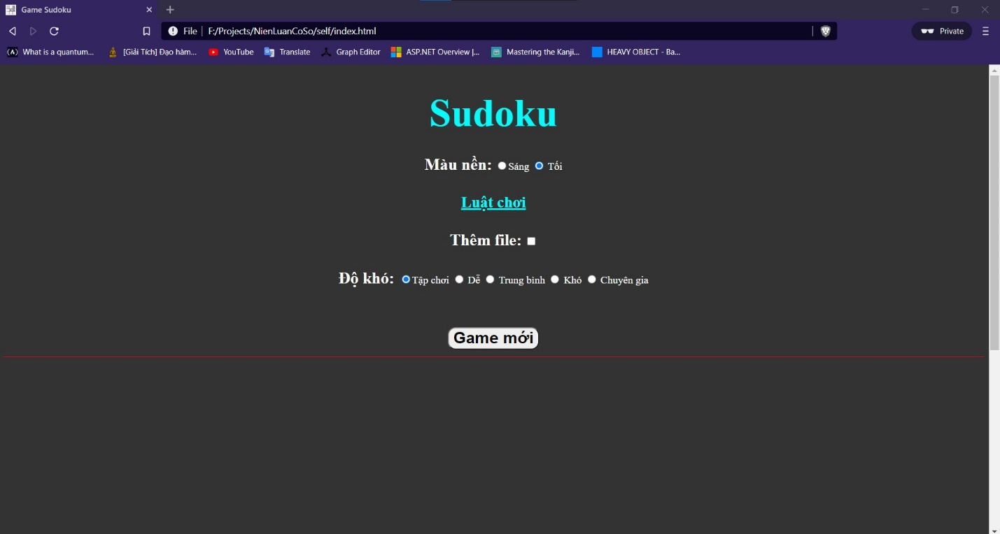 Game Sudoku
File F:/Projects/NienLuanCoSo/self/index.html Private
What is a quantum... [Giải Tích] Đạo hàm... YouTube Translate Graph Editor ASP.NET Overview |... Mastering the Kanji... HEAVY OBJECT - Ba...
Sudoku
Màu nền: Sáng Tối
Luật chơi
Thêm file:
Độ khó: Tập chơi Dễ Trung bình Khó Chuyên gia
Game mới